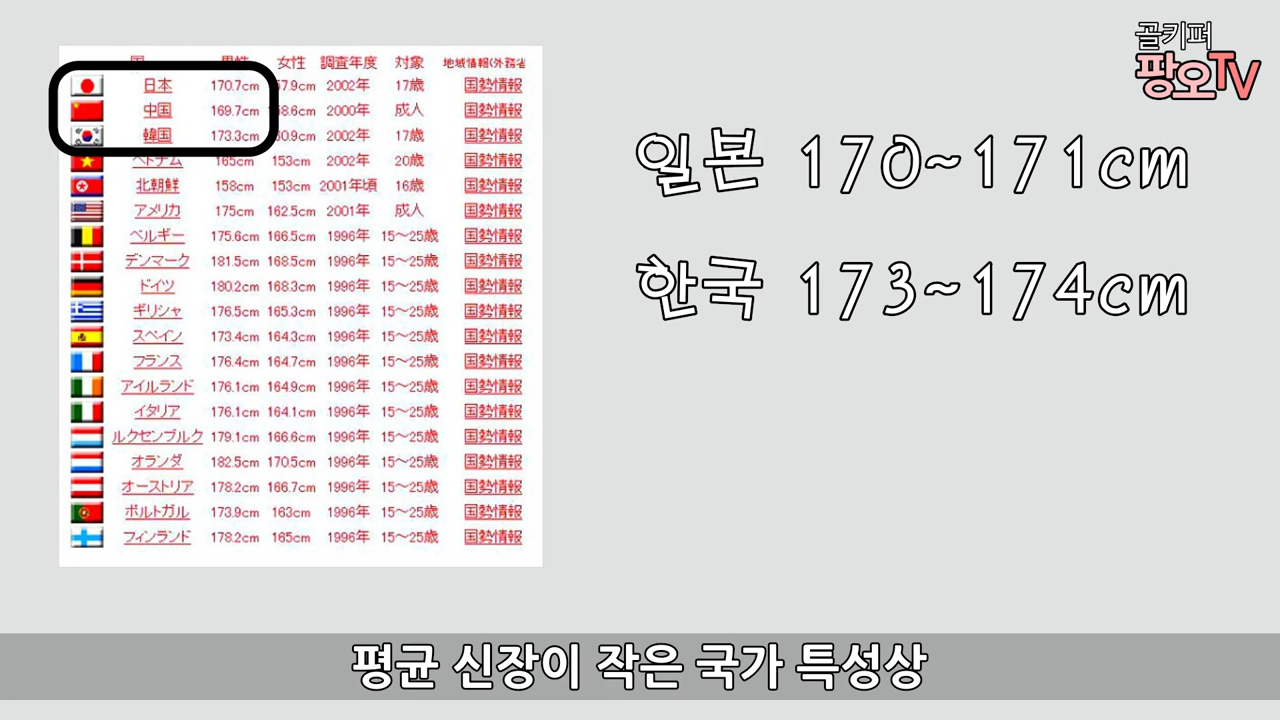 골키퍼
팡오TV
女性 調査年度 対象 地域情報(外務省
日本 170.7cm 2002年 17歳 国勢情報
中国 169.7cm 2000年 成人 国勢情報
韓国 173.3cm 2002年 17歳 国勢情報
ベトナム 165cm 153cm 2002年 20歳 国勢情報
北朝鮮 158cm 153cm 2001年頃 16歳 国勢情報
アメリカ 175cm 162.5cm 2001年 成人 国勢情報
ベルギー 175.6cm 166.5cm 1996年 15～25歳 国勢情報
デンマーク 181.5cm 168.5cm 1996年 15～25歳 国勢情報
ドイツ 180.2cm 168.3cm 1996年 15～25歳 国勢情報
ギリシャ 176.5cm 165.3cm 1996年 15～25歳 国勢情報
スペイン 173.4cm 164.3cm 1996年 15～25歳 国勢情報
フランス 176.4cm 164.7cm 1996年 15～25歳 国勢情報
アイルランド 176.1cm 164.9cm 1996年 15～25歳 国勢情報
イタリア 176.1cm 164.1cm 1996年 15～25歳 国勢情報
ルクセンブルク 179.1cm 166.6cm 1996年 15～25歳 国勢情報
オランダ 182.5cm 170.5cm 1996年 15～25歳 国勢情報
オーストリア 178.2cm 166.7cm 1996年 15～25歳 国勢情報
ポルトガル 173.9cm 163cm 1996年 15～25歳 国勢情報
フィンランド 178.2cm 165cm 1996年 15～25歳 国勢情報
일본 170~171cm
한국 173~174cm
평균 신장이 작은 국가 특성상